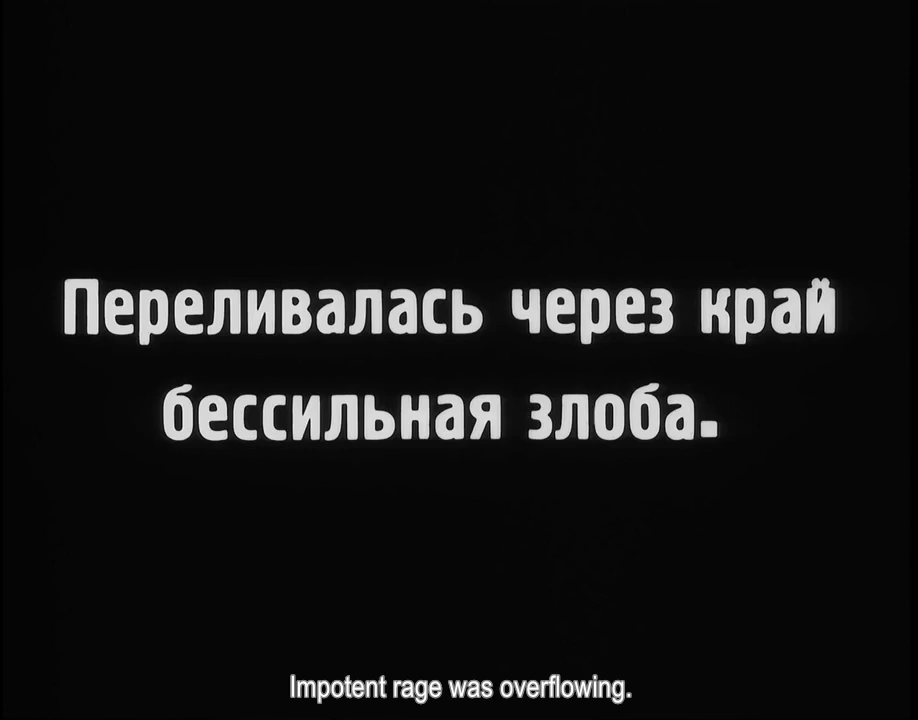 Переливалась через край
бессильная злоба.
Impotent rage was overflowing.